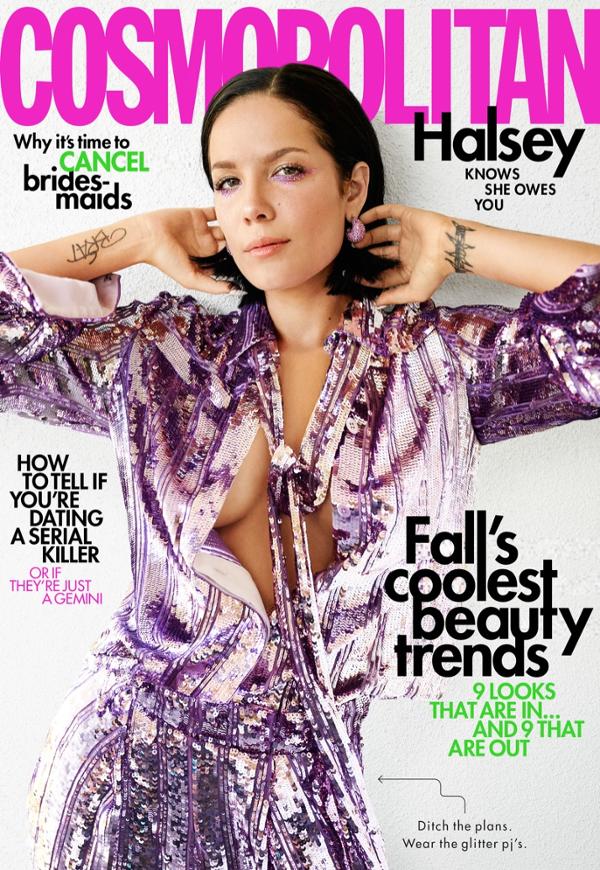 COSMOPOLITAN
Why it's time to
CANCEL
brides-
maids
Halsey
KNOWS
SHE OWES
YOU
HOW
TO TELL IF
YOU'RE
DATING
A SERIAL
KILLER
OR IF
THEY'RE JUST
A GEMINI
Fall's
coolest
beauty
trends
9 LOOKS
THAT ARE IN...
AND 9 THAT
ARE OUT
Ditch the plans.
Wear the glitter pj's.